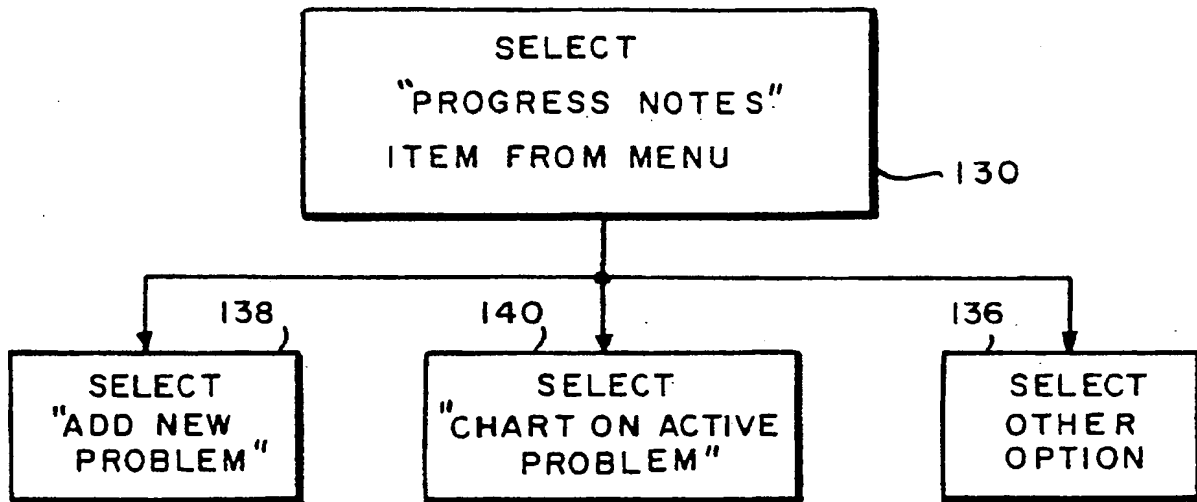 SELECT
"PROGRESS NOTES"
ITEM FROM MENU
130
138
140
136
SELECT
"ADD NEW
PROBLEM"
SELECT
"CHART ON ACTIVE
PROBLEM"
SELECT
OTHER
OPTION